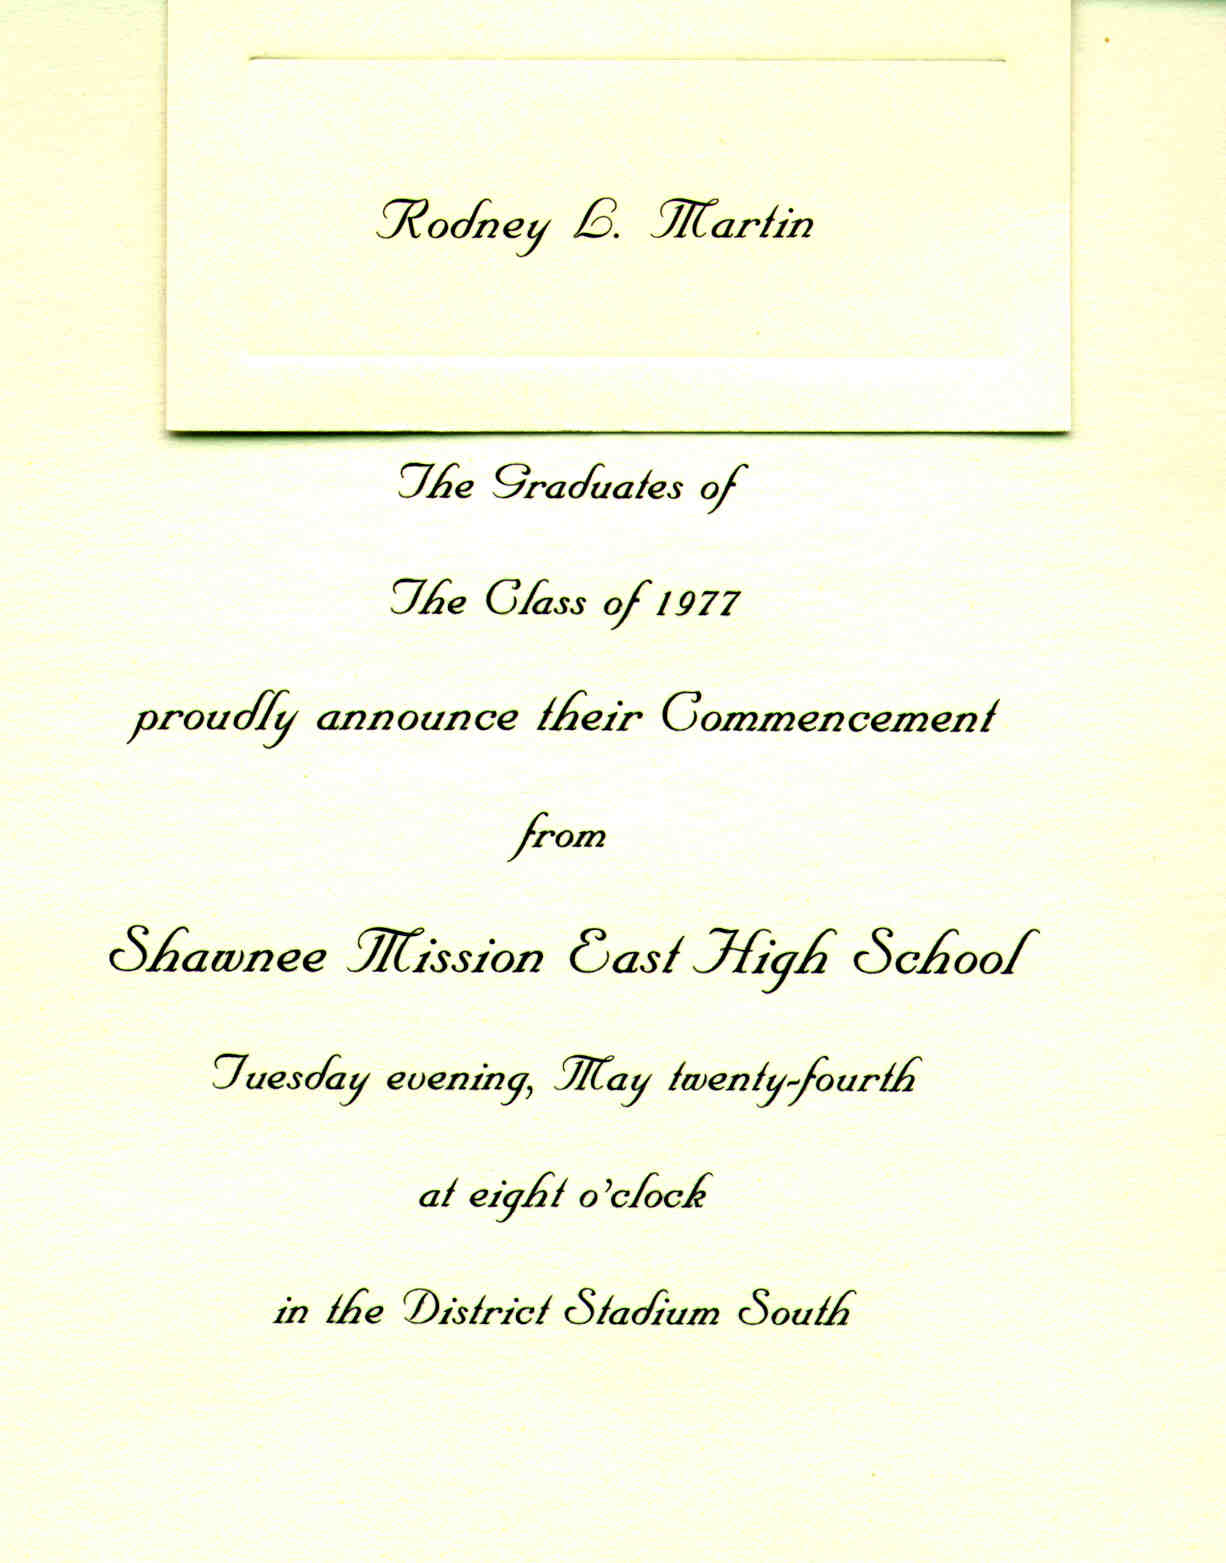 Rodney L. Martin
The Graduates of
The Class of 1977
proudly announce their Commencement
from
Shawnee Mission East High School
Tuesday evening, May twenty-fourth
at eight o'clock
in the District Stadium South